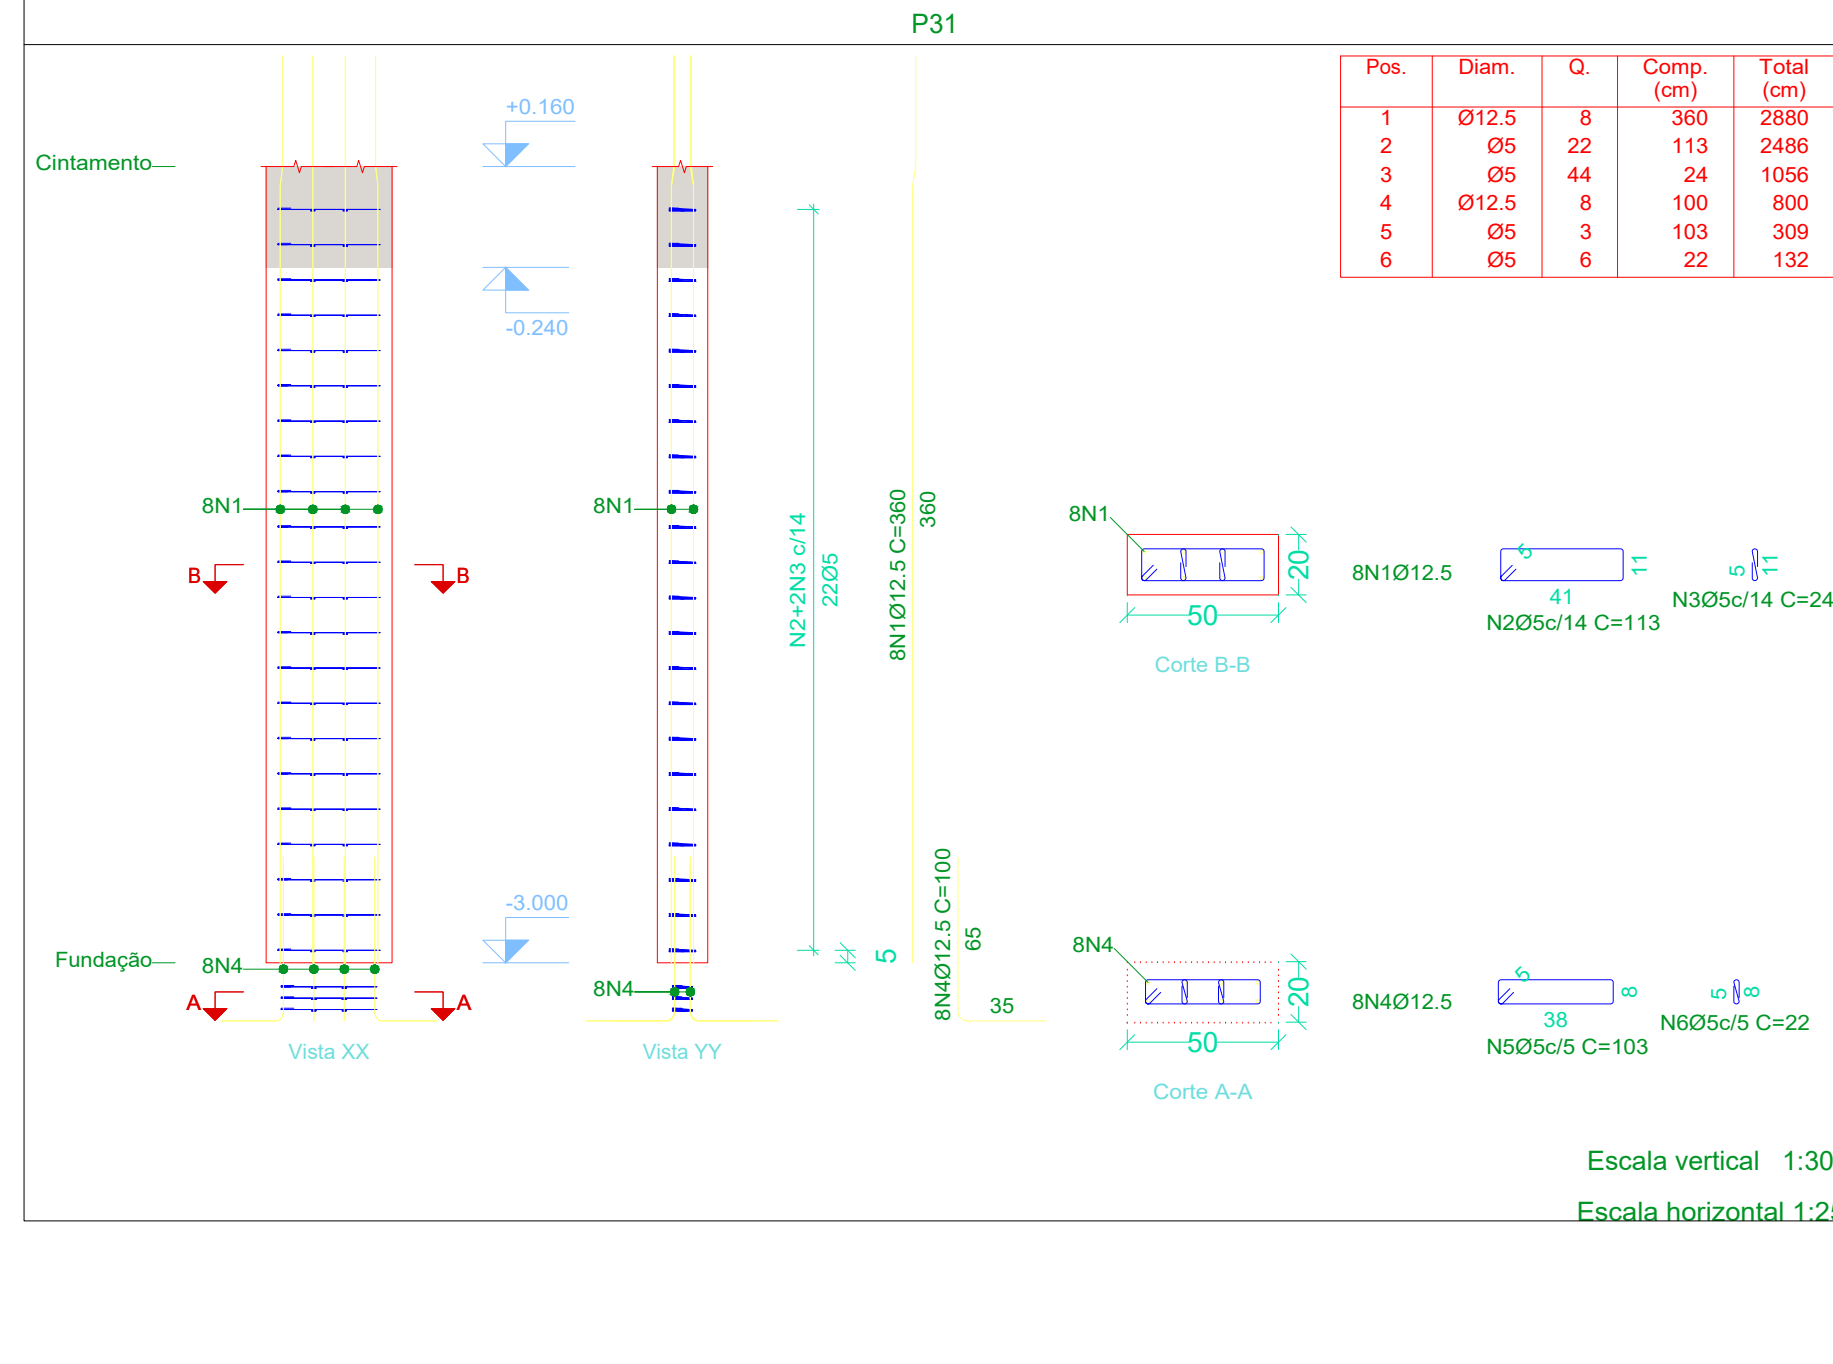 P31
Pos. Diam. Q. Comp. (cm) Total (cm)
1 Ø12.5 8 360 2880
2 Ø5 22 113 2486
3 Ø5 44 24 1056
4 Ø12.5 8 100 800
5 Ø5 3 103 309
6 Ø5 6 22 132
+0.160
Cintamento
-0.240
8N1
8N1
B
B
N2+2N3 c/14
22Ø5
8N1Ø12.5 C=360
360
8N1
20
50
Corte B-B
8N1Ø12.5
5
11
41
N2Ø5c/14 C=113
5
11
N3Ø5c/14 C=24
-3.000
Fundação
8N4
8N4
A
A
5
8N4Ø12.5 C=100
65
35
Vista XX
Vista YY
8N4
20
50
Corte A-A
8N4Ø12.5
5
8
38
N5Ø5c/5 C=103
5
8
N6Ø5c/5 C=22
Escala vertical 1:30
Escala horizontal 1:25